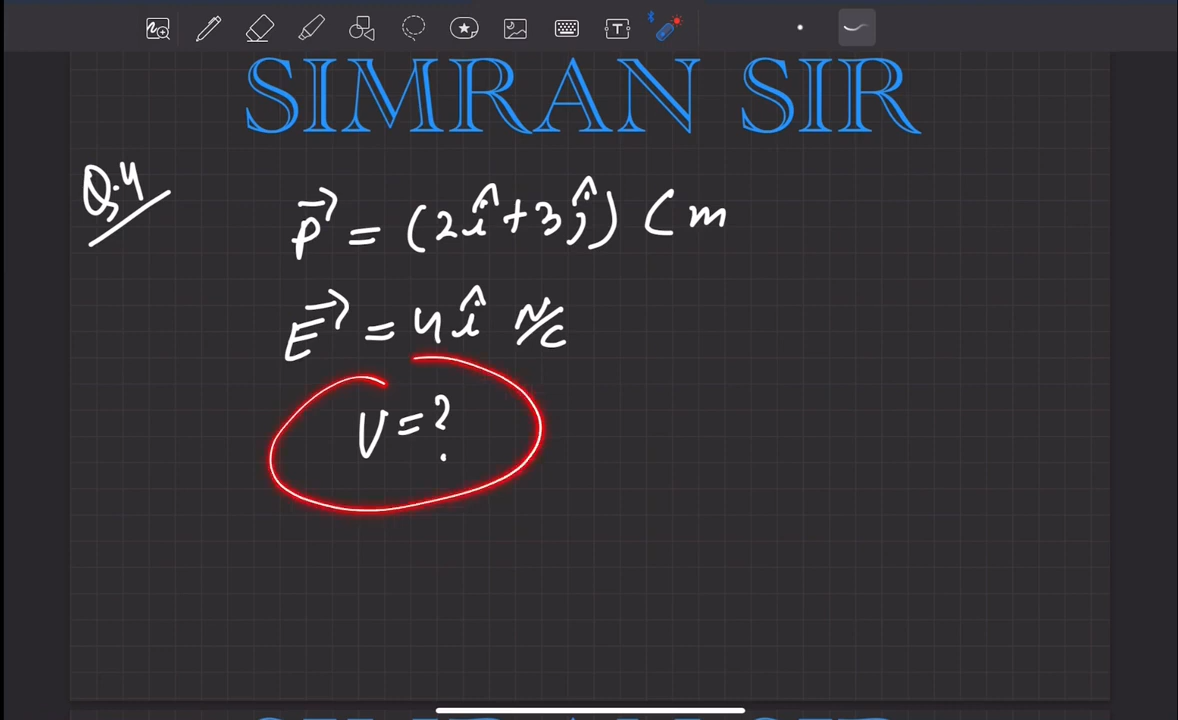 SIMRAN SIR
Q.4
p⃗ = (2î+3ĵ) Cm
E⃗ = 4î N/C
U = ?